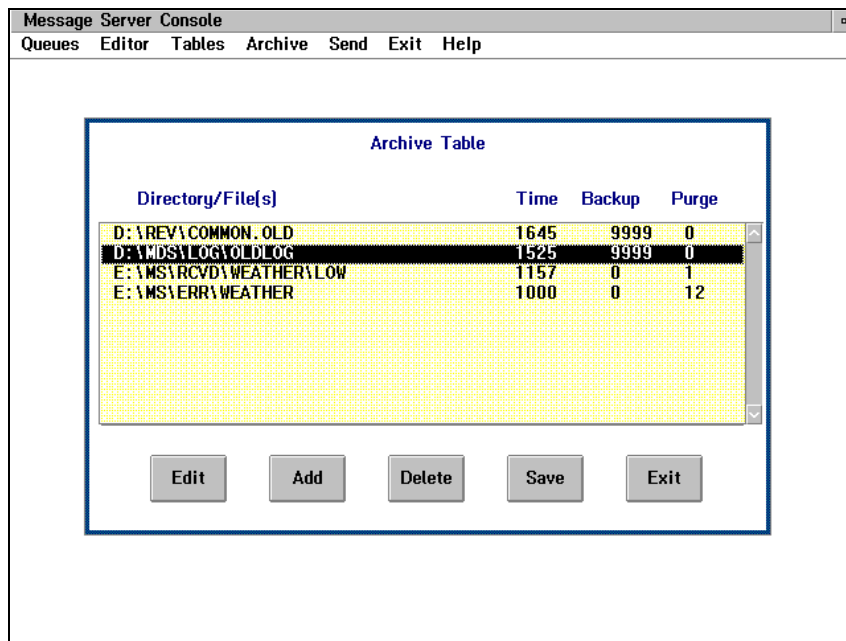 Message Server Console
Queues Editor Tables Archive Send Exit Help
Archive Table
Directory/File(s) Time Backup Purge
D:\REV\COMMON.OLD 1645 9999 0
D:\MDS\LOG\OLDLOG 1525 9999 0
E:\MS\RCVD\WEATHER\LOW 1157 0 1
E:\MS\ERR\WEATHER 1000 0 12
Edit Add Delete Save Exit